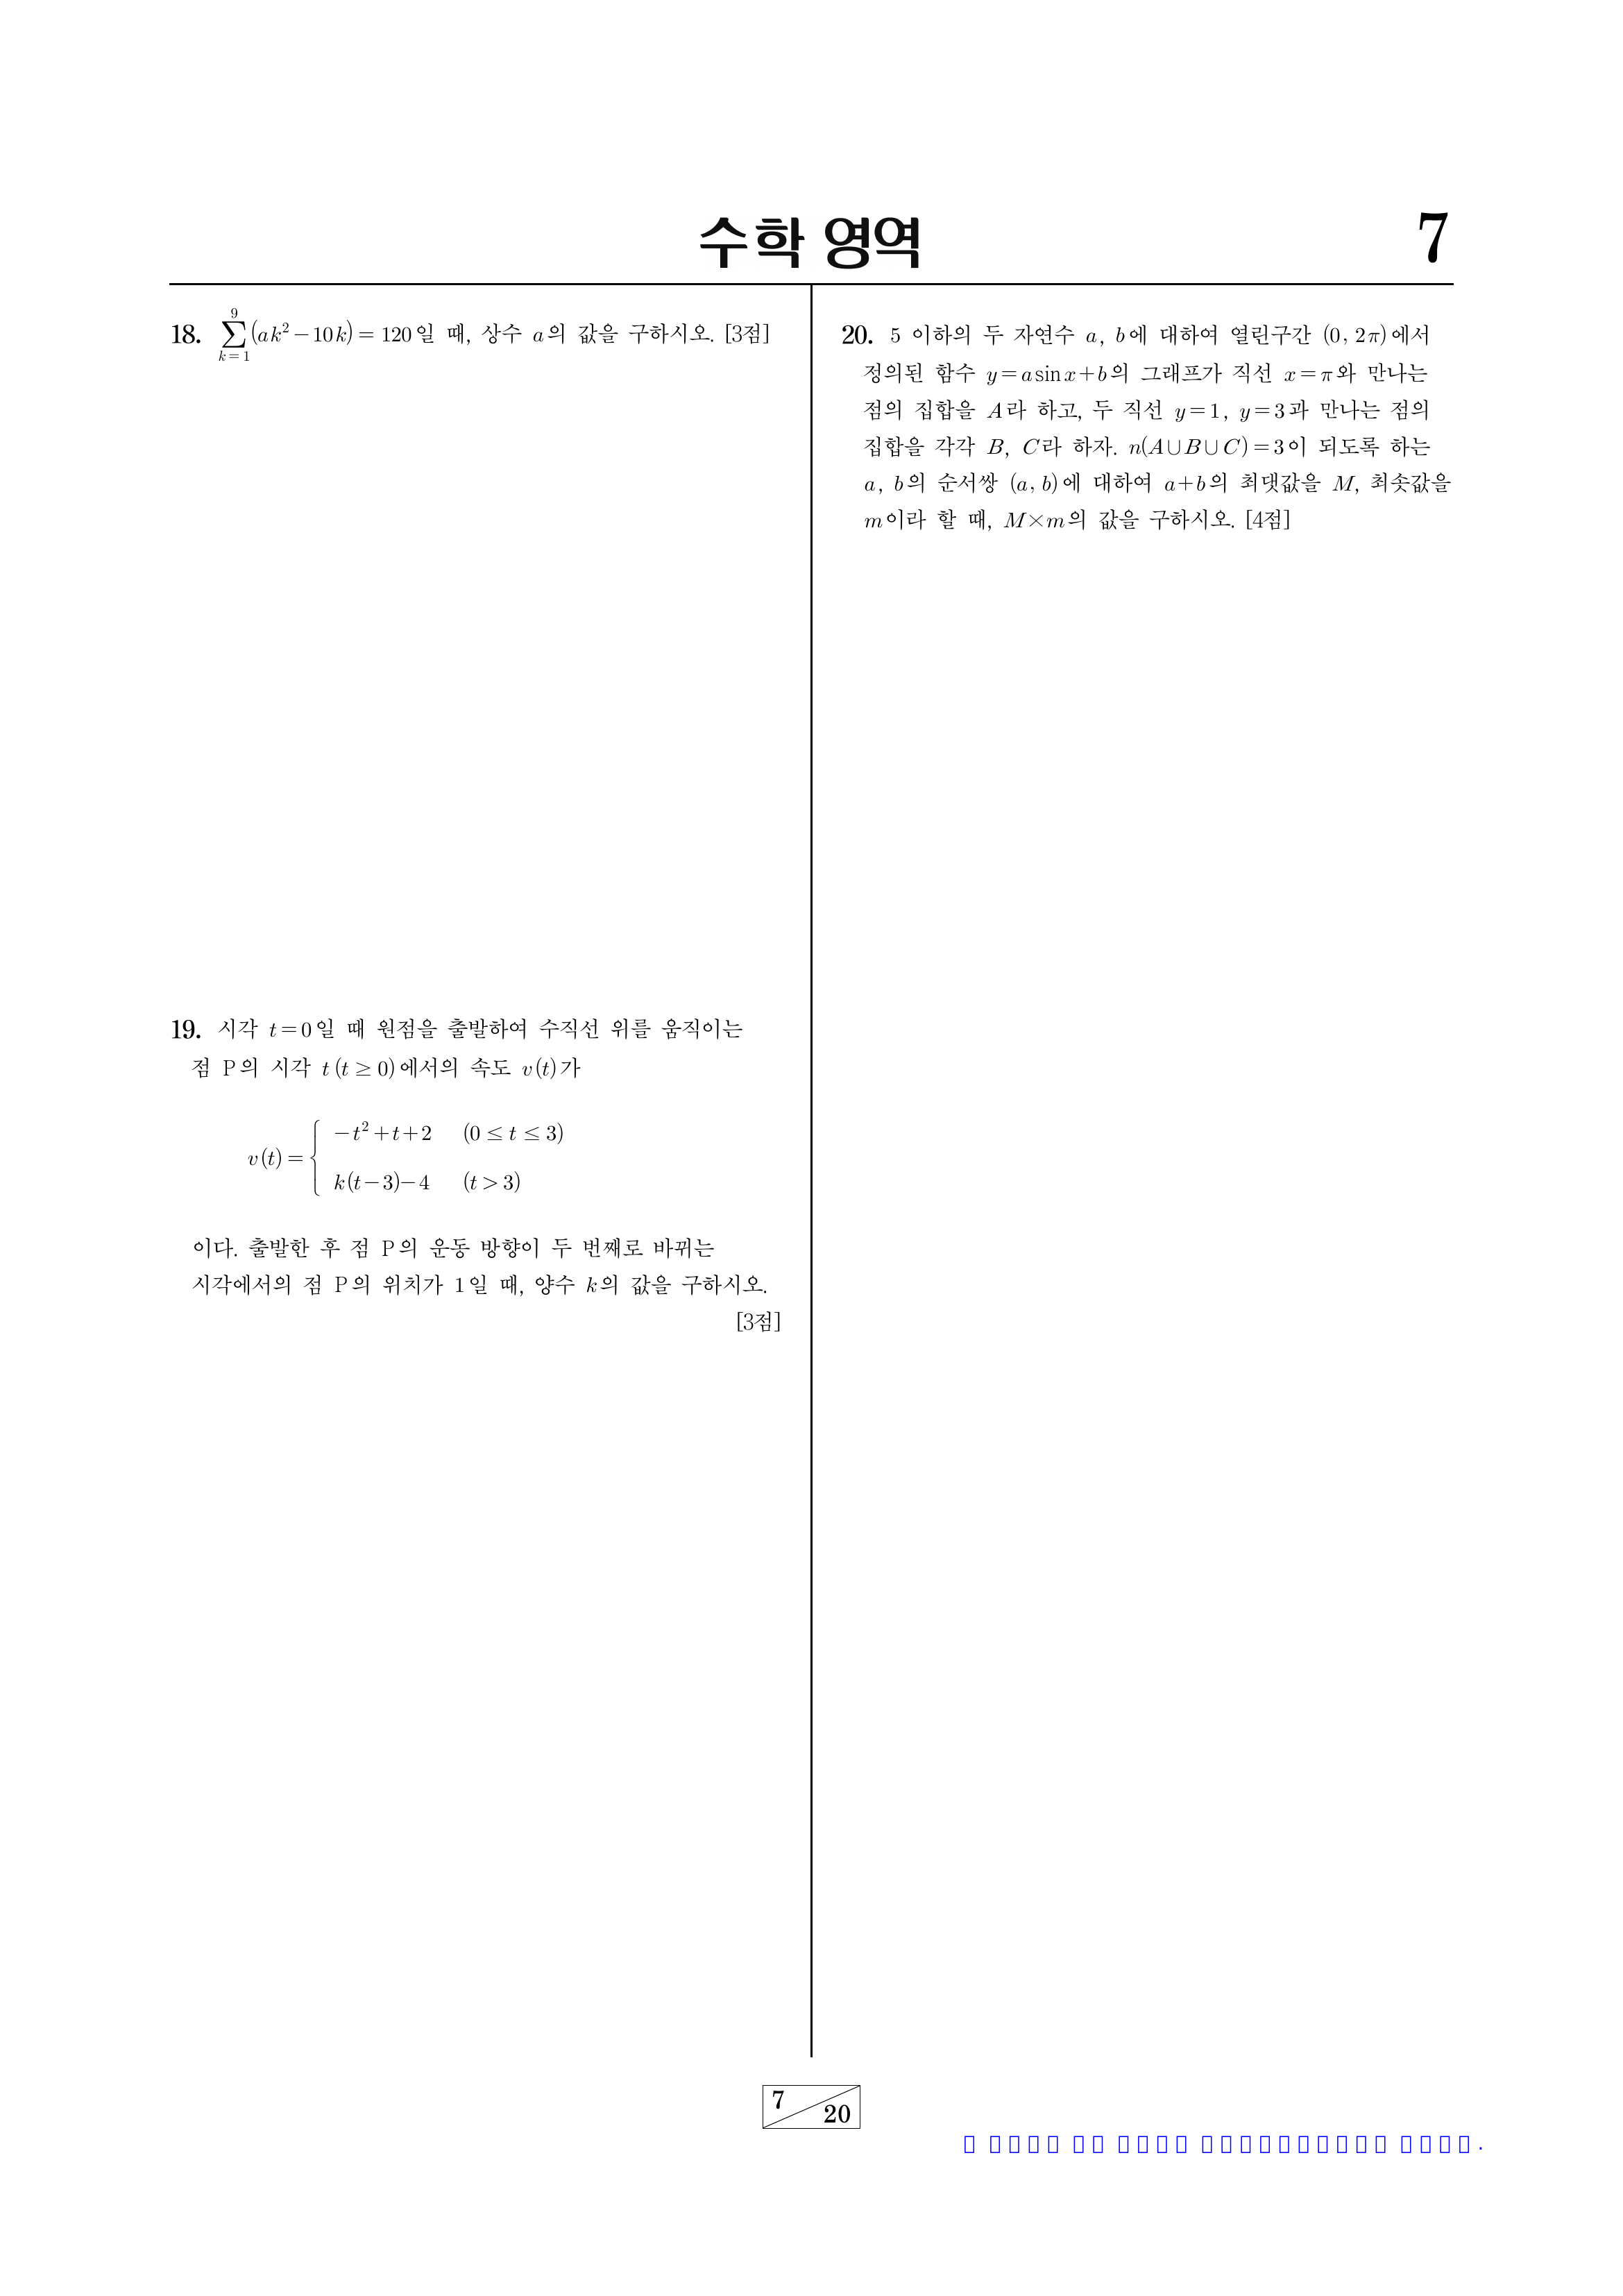 수학 영역
7
18. $\sum_{k=1}^{9}(ak^2-10k)=120$일 때, 상수 $a$의 값을 구하시오. [3점]
19. 시각 $t=0$일 때 원점을 출발하여 수직선 위를 움직이는
점 P의 시각 $t(t\geq 0)$에서의 속도 $v(t)$가
$v(t)=\begin{cases}-t^2+t+2 & (0\leq t\leq 3)\\ k(t-3)-4 & (t>3)\end{cases}$
이다. 출발한 후 점 P의 운동 방향이 두 번째로 바뀌는
시각에서의 점 P의 위치가 1일 때, 양수 $k$의 값을 구하시오.
[3점]
20. 5 이하의 두 자연수 $a$, $b$에 대하여 열린구간 $(0, 2\pi)$에서
정의된 함수 $y=a\sin x+b$의 그래프가 직선 $x=\pi$와 만나는
점의 집합을 $A$라 하고, 두 직선 $y=1$, $y=3$과 만나는 점의
집합을 각각 $B$, $C$라 하자. $n(A\cup B\cup C)=3$이 되도록 하는
$a$, $b$의 순서쌍 $(a, b)$에 대하여 $a+b$의 최댓값을 $M$, 최솟값을
$m$이라 할 때, $M\times m$의 값을 구하시오. [4점]
7
20